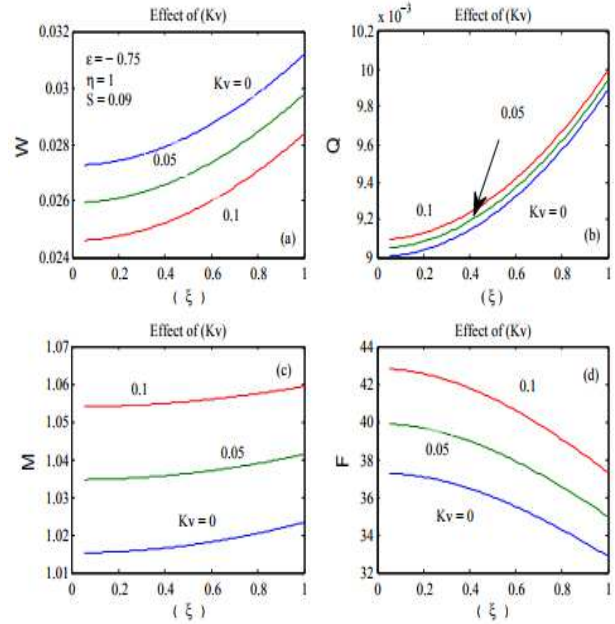 Effect of (Kv)
0.032
0.03
0.028
0.026
0.024
W
ε = − 0.75
η = 1
S = 0.09
Kv = 0
0.05
0.1
(a)
0 0.2 0.4 0.6 0.8 1
( ξ )
Effect of (Kv)
x 10⁻³
10.2
10
9.8
9.6
9.4
9.2
9
Q
0.05
0.1
Kv = 0
(b)
0 0.2 0.4 0.6 0.8 1
(ξ)
Effect of (Kv)
1.07
1.06
1.05
1.04
1.03
1.02
1.01
M
(c)
0.1
0.05
Kv = 0
0 0.2 0.4 0.6 0.8 1
( ξ )
Effect of (Kv)
44
42
40
38
36
34
32
F
(d)
0.1
0.05
Kv = 0
0 0.2 0.4 0.6 0.8 1
( ξ )